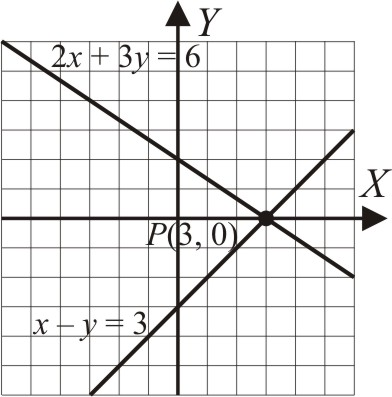 Y
2x + 3y = 6
X
P(3, 0)
x – y = 3